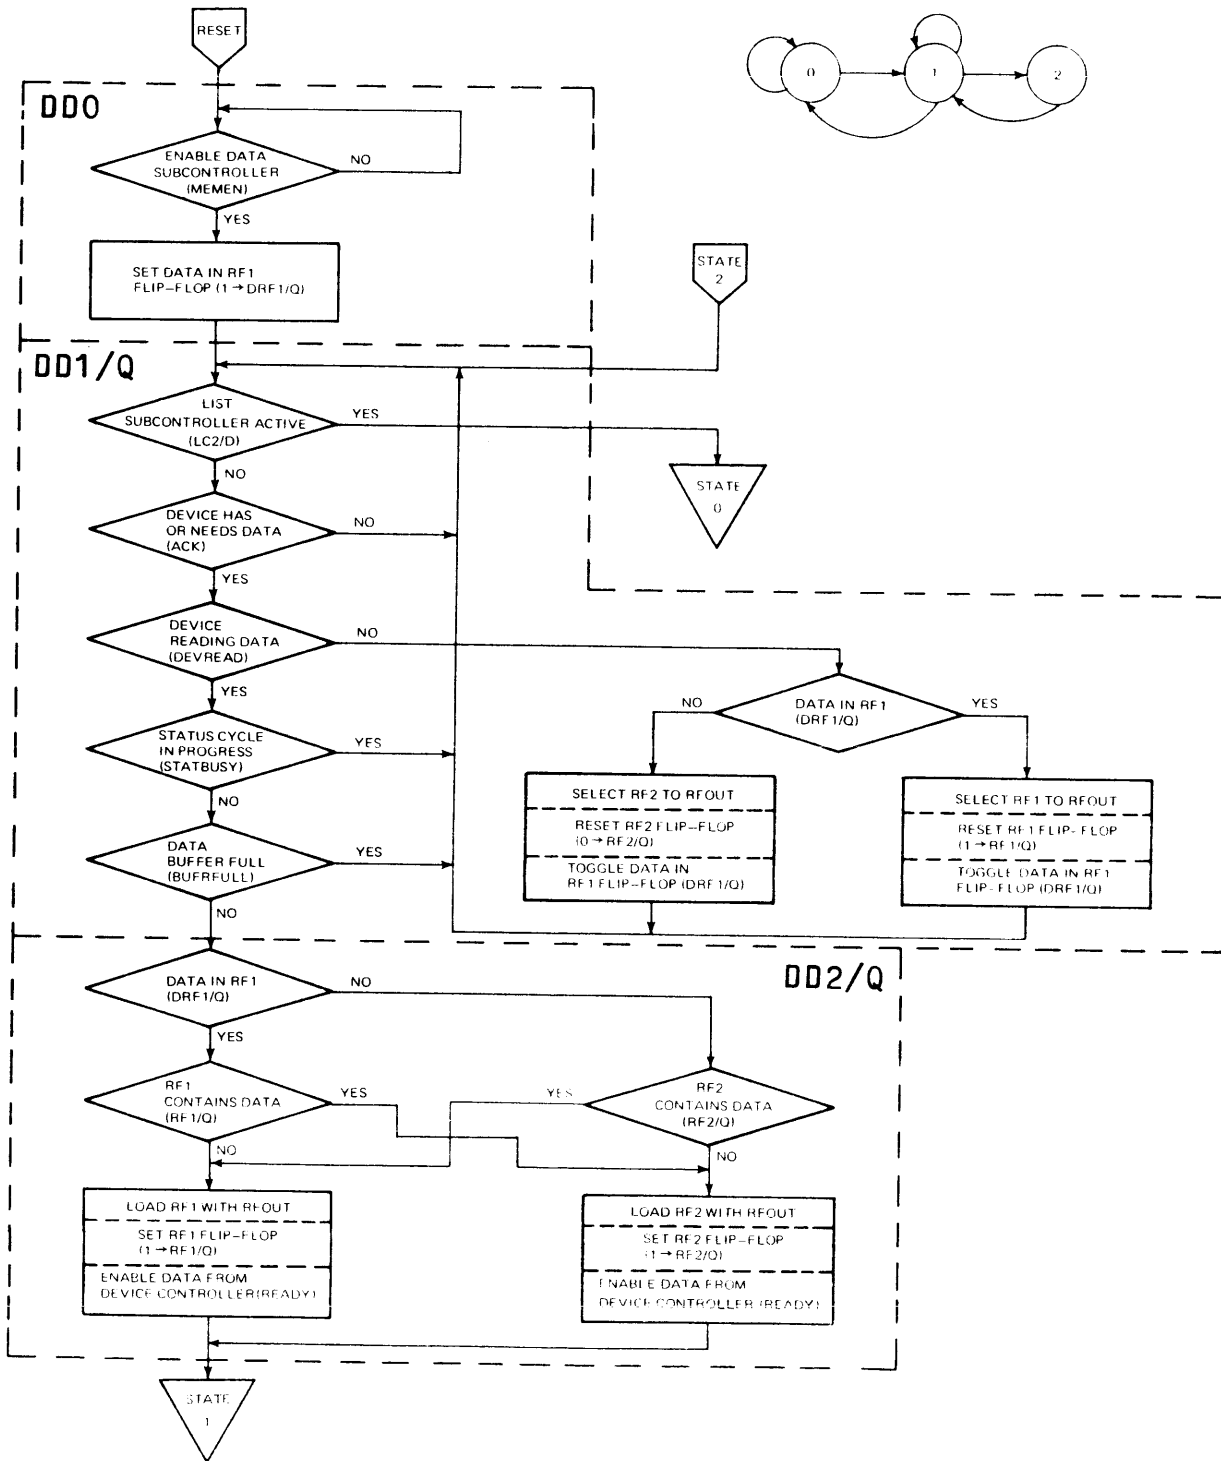 RESET
0
1
2
DD0
ENABLE DATA
SUBCONTROLLER
(MEMEN)
NO
YES
SET DATA IN RF1
FLIP-FLOP (1→DRF1/Q)
STATE
2
DD1/Q
LIST
SUBCONTROLLER ACTIVE
(LC2/D)
YES
NO
STATE
0
DEVICE HAS
OR NEEDS DATA
(ACK)
NO
YES
DEVICE
READING DATA
(DEVREAD)
NO
YES
DATA IN RF1
(DRF1/Q)
NO
YES
STATUS CYCLE
IN PROGRESS
(STATBUSY)
YES
NO
SELECT RF2 TO RFOUT
RESET RF2 FLIP-FLOP
(0→RF2/Q)
TOGGLE DATA IN
RF1 FLIP-FLOP (DRF1/Q)
SELECT RF1 TO RFOUT
RESET RF1 FLIP-FLOP
(1→RF1/Q)
TOGGLE DATA IN RF1
FLIP-FLOP (DRF1/Q)
DATA
BUFFER FULL
(BUFRFULL)
YES
NO
DD2/Q
DATA IN RF1
(DRF1/Q)
NO
YES
RF1
CONTAINS DATA
(RF1/Q)
YES
NO
YES
RF2
CONTAINS DATA
(RF2/Q)
NO
LOAD RF1 WITH RFOUT
SET RF1 FLIP-FLOP
(1→RF1/Q)
ENABLE DATA FROM
DEVICE CONTROLLER(READY)
LOAD RF2 WITH RFOUT
SET RF2 FLIP-FLOP
(1→RF2/Q)
ENABLE DATA FROM
DEVICE CONTROLLER (READY)
STATE
1